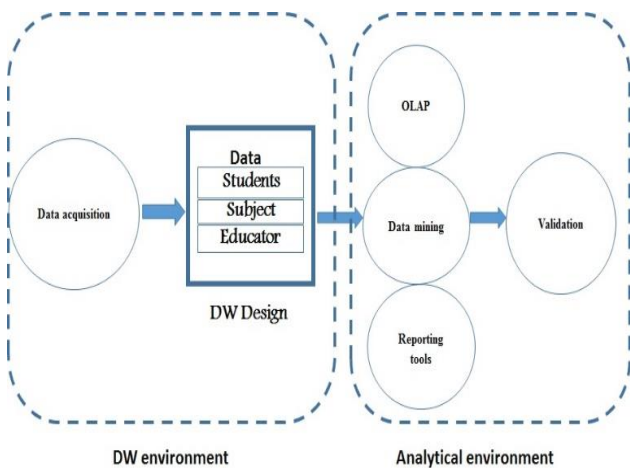 Data acquisition
Data
Students
Subject
Educator
DW Design
OLAP
Data mining
Reporting
tools
Validation
DW environment
Analytical environment